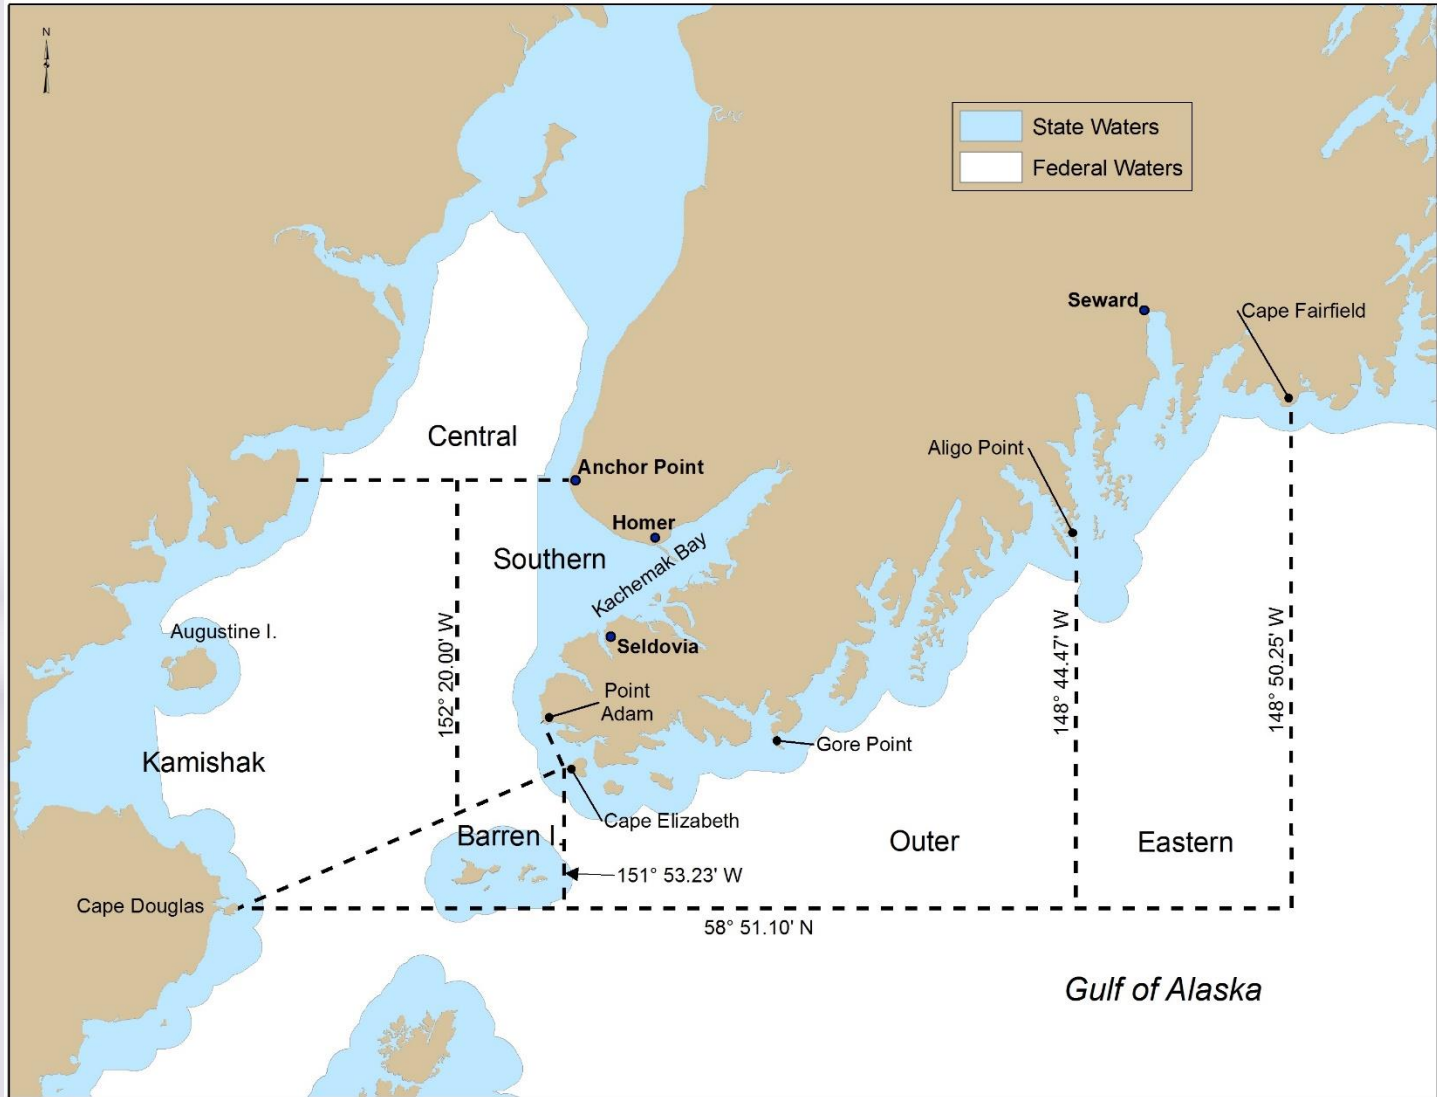 N
State Waters
Federal Waters
Seward
Cape Fairfield
Central
Anchor Point
Aligo Point
Homer
Southern
Kachemak Bay
Augustine I.
Seldovia
152° 20.00' W
148° 44.47' W
148° 50.25' W
Point
Adam
Gore Point
Kamishak
Cape Elizabeth
Barren I.
Outer
Eastern
151° 53.23' W
Cape Douglas
58° 51.10' N
Gulf of Alaska